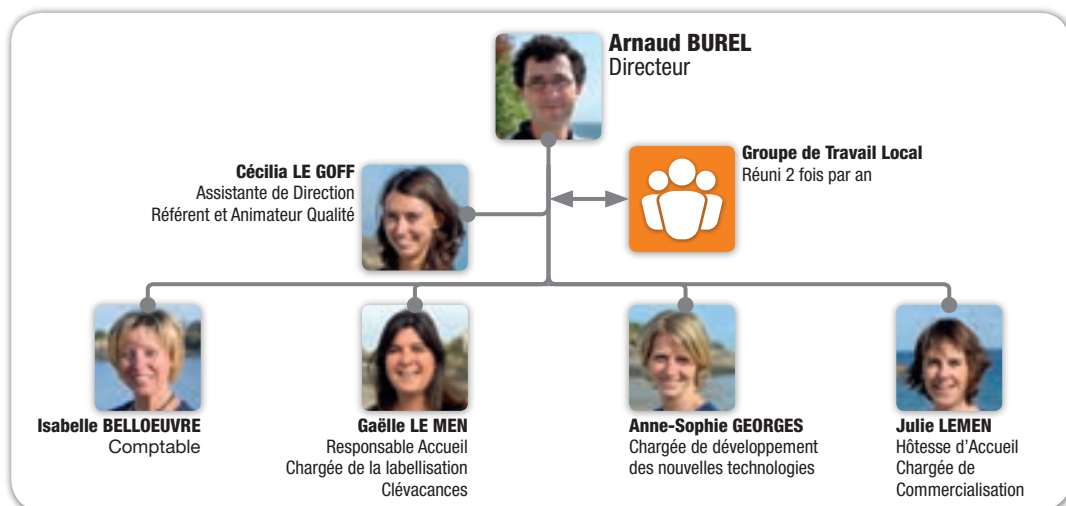 Arnaud BUREL
Directeur
Cécilia LE GOFF
Assistante de Direction
Référent et Animateur Qualité
Groupe de Travail Local
Réuni 2 fois par an
Isabelle BELLOEUVRE
Comptable
Gaëlle LE MEN
Responsable Accueil
Chargée de la labellisation
Clévacances
Anne-Sophie GEORGES
Chargée de développement
des nouvelles technologies
Julie LEMEN
Hôtesse d’Accueil
Chargée de
Commercialisation